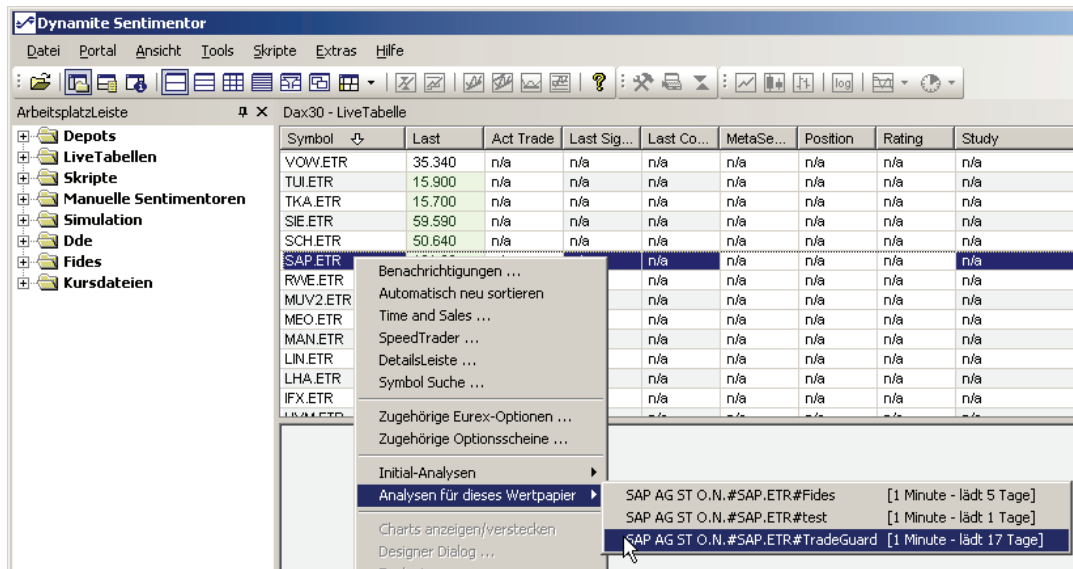 Dynamite Sentimentor
Datei Portal Ansicht Tools Skripte Extras Hilfe
log
ArbeitsplatzLeiste
Dax30 - LiveTabelle
Depots
LiveTabellen
Skripte
Manuelle Sentimentoren
Simulation
Dde
Fides
Kursdateien
Symbol Last Act Trade Last Sig... Last Co... MetaSe... Position Rating Study
VOW.ETR 35.340 n/a n/a n/a n/a n/a n/a n/a
TUI.ETR 15.900 n/a n/a n/a n/a n/a n/a n/a
TKA.ETR 15.700 n/a n/a n/a n/a n/a n/a n/a
SIE.ETR 59.590 n/a n/a n/a n/a n/a n/a n/a
SCH.ETR 50.640 n/a n/a n/a n/a n/a n/a n/a
SAP.ETR n/a n/a n/a n/a n/a
RWE.ETR n/a n/a n/a n/a n/a
MUV2.ETR n/a n/a n/a n/a n/a
MEO.ETR n/a n/a n/a n/a n/a
MAN.ETR n/a n/a n/a n/a n/a
LIN.ETR n/a n/a n/a n/a n/a
LHA.ETR n/a n/a n/a n/a n/a
IFX.ETR n/a n/a n/a n/a n/a
Benachrichtigungen ...
Automatisch neu sortieren
Time and Sales ...
SpeedTrader ...
DetailsLeiste ...
Symbol Suche ...
Zugehörige Eurex-Optionen ...
Zugehörige Optionsscheine ...
Initial-Analysen
Analysen für dieses Wertpapier
Charts anzeigen/verstecken
Designer Dialog ...
SAP AG ST O.N.#SAP.ETR#Fides [1 Minute - lädt 5 Tage]
SAP AG ST O.N.#SAP.ETR#test [1 Minute - lädt 1 Tage]
SAP AG ST O.N.#SAP.ETR#TradeGuard [1 Minute - lädt 17 Tage]